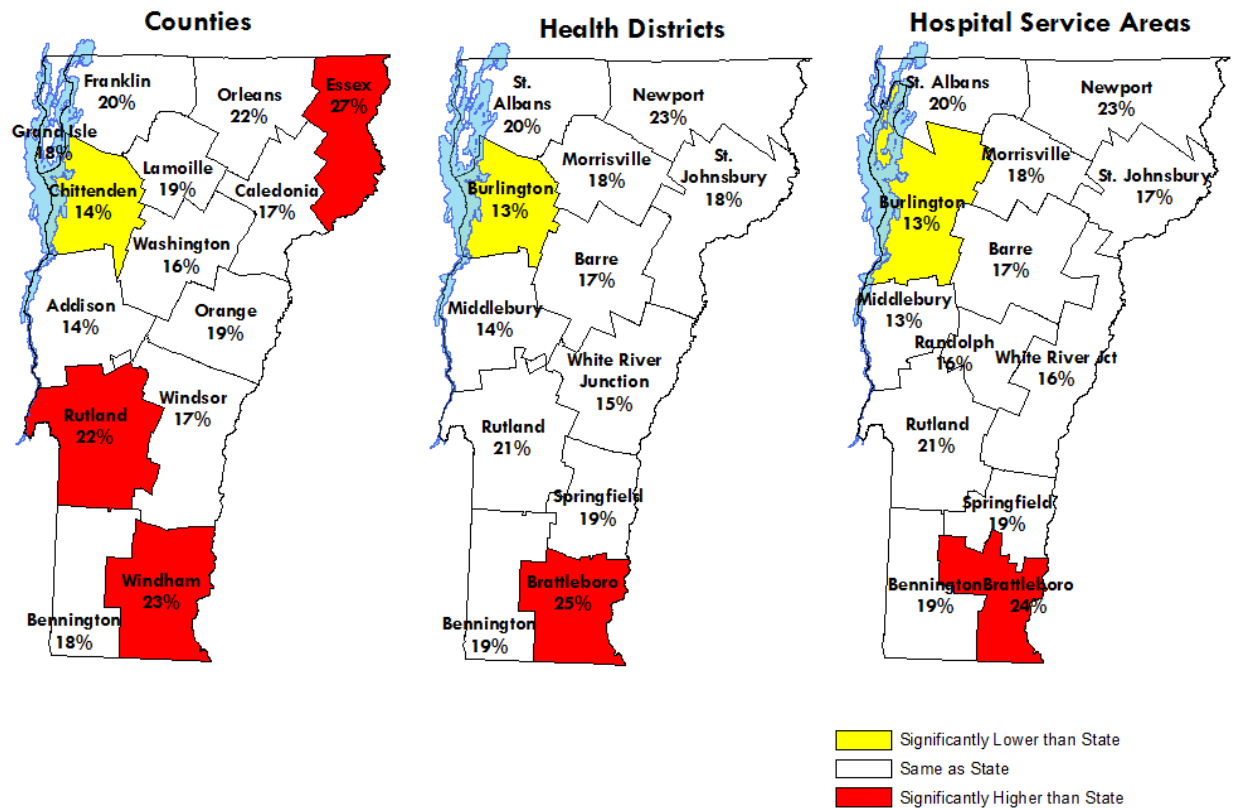 Counties
Franklin
20%
Orleans
22%
Essex
27%
Grand Isle
18%
Lamoille
19%
Chittenden
14%
Caledonia
17%
Washington
16%
Addison
14%
Orange
19%
Rutland
22%
Windsor
17%
Windham
23%
Bennington
18%
Health Districts
St.
Albans
20%
Newport
23%
Morrisville
18%
St.
Johnsbury
18%
Burlington
13%
Barre
17%
Middlebury
14%
White River
Junction
15%
Rutland
21%
Springfield
19%
Brattleboro
25%
Bennington
19%
Hospital Service Areas
St. Albans
20%
Newport
23%
Morrisville
18%
St. Johnsbury
17%
Burlington
13%
Barre
17%
Middlebury
13%
Randolph
16%
White River Jct
16%
Rutland
21%
Springfield
19%
Bennington
19%
Brattleboro
24%
Significantly Lower than State
Same as State
Significantly Higher than State